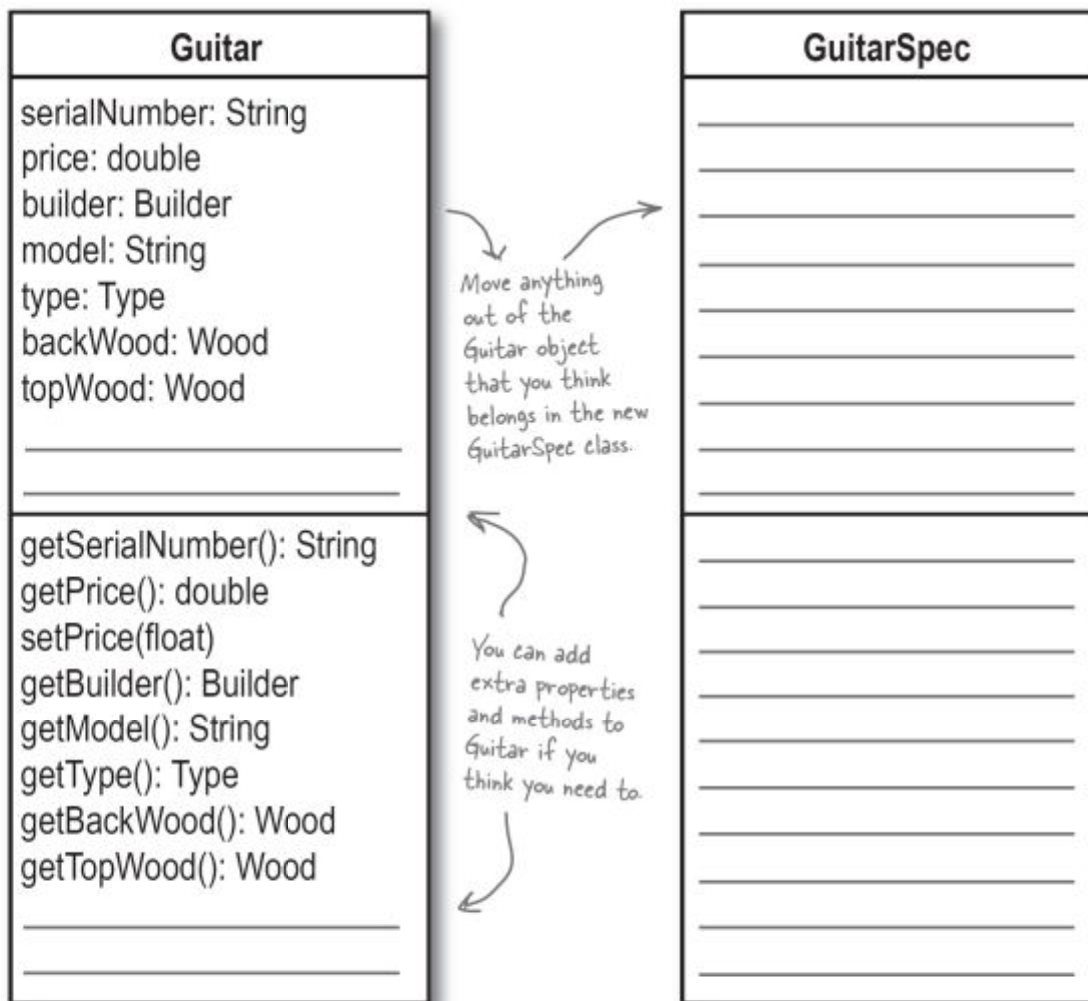 Guitar
serialNumber: String
price: double
builder: Builder
model: String
type: Type
backWood: Wood
topWood: Wood
getSerialNumber(): String
getPrice(): double
setPrice(float)
getBuilder(): Builder
getModel(): String
getType(): Type
getBackWood(): Wood
getTopWood(): Wood
Move anything
out of the
Guitar object
that you think
belongs in the new
GuitarSpec class.
You can add
extra properties
and methods to
Guitar if you
think you need to.
GuitarSpec